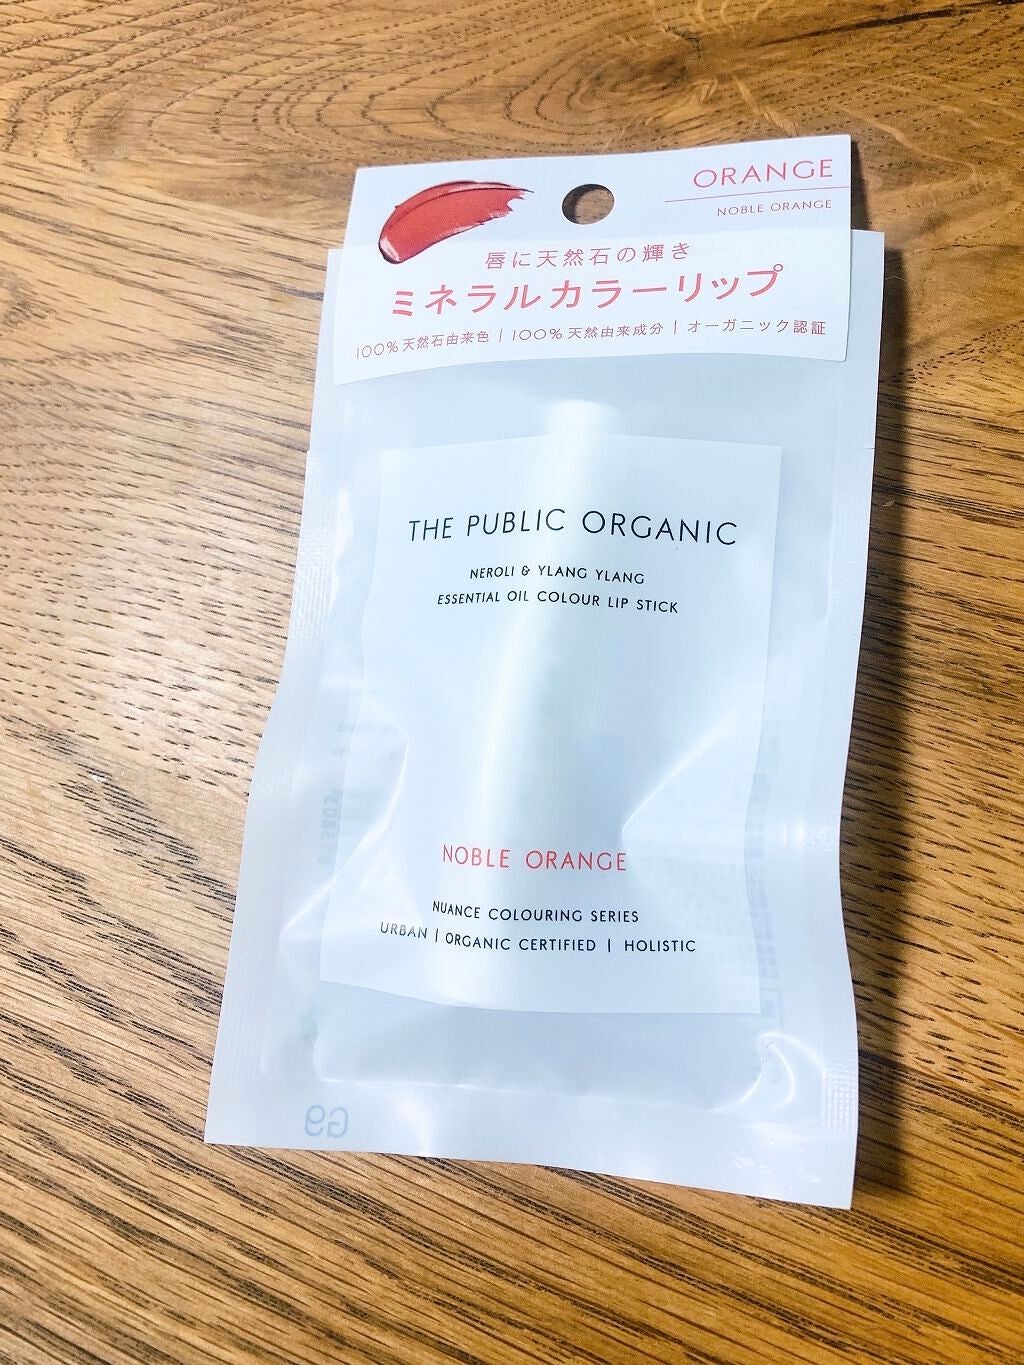 ORANGE
NOBLE ORANGE
唇に天然石の輝き
ミネラルカラーリップ
100%天然石由来色 | 100%天然由来成分 | オーガニック認証
THE PUBLIC ORGANIC
NEROLI & YLANG YLANG
ESSENTIAL OIL COLOUR LIP STICK
NOBLE ORANGE
NUANCE COLOURING SERIES
URBAN | ORGANIC CERTIFIED | HOLISTIC
G9